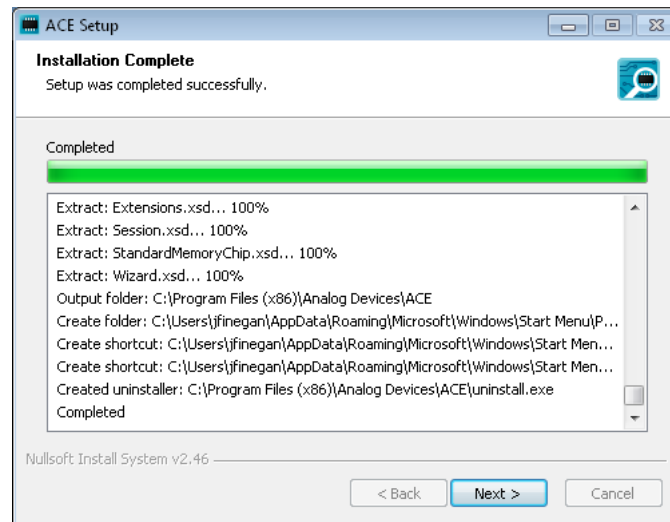 ACE Setup
Installation Complete
Setup was completed successfully.
Completed
Extract: Extensions.xsd... 100%
Extract: Session.xsd... 100%
Extract: StandardMemoryChip.xsd... 100%
Extract: Wizard.xsd... 100%
Output folder: C:\Program Files (x86)\Analog Devices\ACE
Create folder: C:\Users\jfinegan\AppData\Roaming\Microsoft\Windows\Start Menu\P...
Create shortcut: C:\Users\jfinegan\AppData\Roaming\Microsoft\Windows\Start Men...
Create shortcut: C:\Users\jfinegan\AppData\Roaming\Microsoft\Windows\Start Men...
Created uninstaller: C:\Program Files (x86)\Analog Devices\ACE\uninstall.exe
Completed
Nullsoft Install System v2.46
< Back Next > Cancel